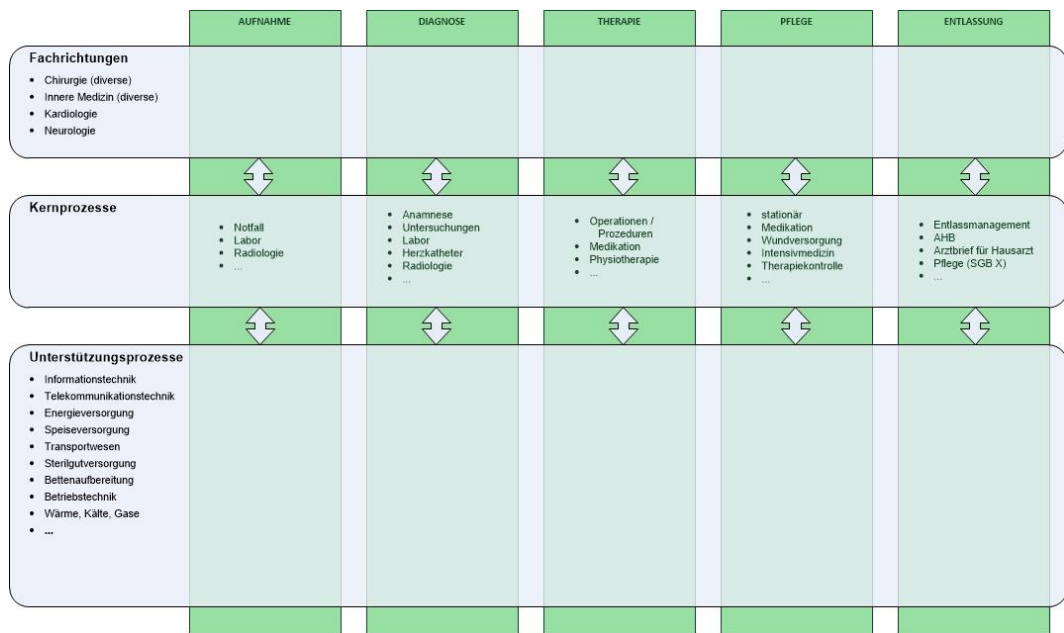 AUFNAHME
DIAGNOSE
THERAPIE
PFLEGE
ENTLASSUNG
Fachrichtungen
• Chirurgie (diverse)
• Innere Medizin (diverse)
• Kardiologie
• Neurologie
Kernprozesse
• Notfall
• Labor
• Radiologie
• ...
• Anamnese
• Untersuchungen
• Labor
• Herzkatheter
• Radiologie
• ...
• Operationen /
Prozeduren
• Medikation
• Physiotherapie
• ...
• stationär
• Medikation
• Wundversorgung
• Intensivmedizin
• Therapiekontrolle
• ...
• Entlassmanagement
• AHB
• Arztbrief für Hausarzt
• Pflege (SGB X)
• ...
Unterstützungsprozesse
• Informationstechnik
• Telekommunikationstechnik
• Energieversorgung
• Speiseversorgung
• Transportwesen
• Sterilgutversorgung
• Bettenaufbereitung
• Betriebstechnik
• Wärme, Kälte, Gase
• ...